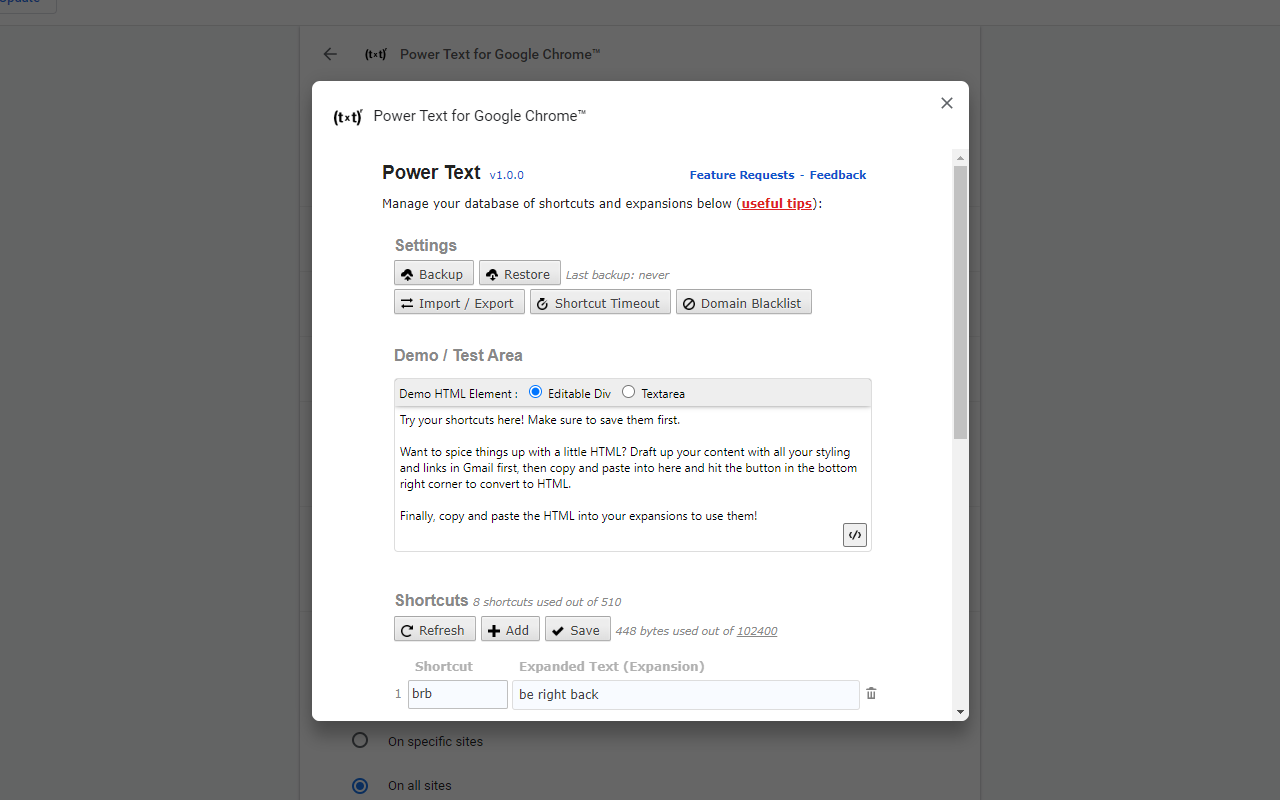 Update
(txt) Power Text for Google Chrome™
(txt) Power Text for Google Chrome™
Power Text v1.0.0 Feature Requests - Feedback
Manage your database of shortcuts and expansions below (useful tips):
Settings
Backup Restore Last backup: never
Import / Export Shortcut Timeout Domain Blacklist
Demo / Test Area
Demo HTML Element : Editable Div Textarea
Try your shortcuts here! Make sure to save them first.
Want to spice things up with a little HTML? Draft up your content with all your styling
and links in Gmail first, then copy and paste into here and hit the button in the bottom
right corner to convert to HTML.
Finally, copy and paste the HTML into your expansions to use them!
</>
Shortcuts 8 shortcuts used out of 510
Refresh Add Save 448 bytes used out of 102400
Shortcut Expanded Text (Expansion)
1 brb be right back
On specific sites
On all sites